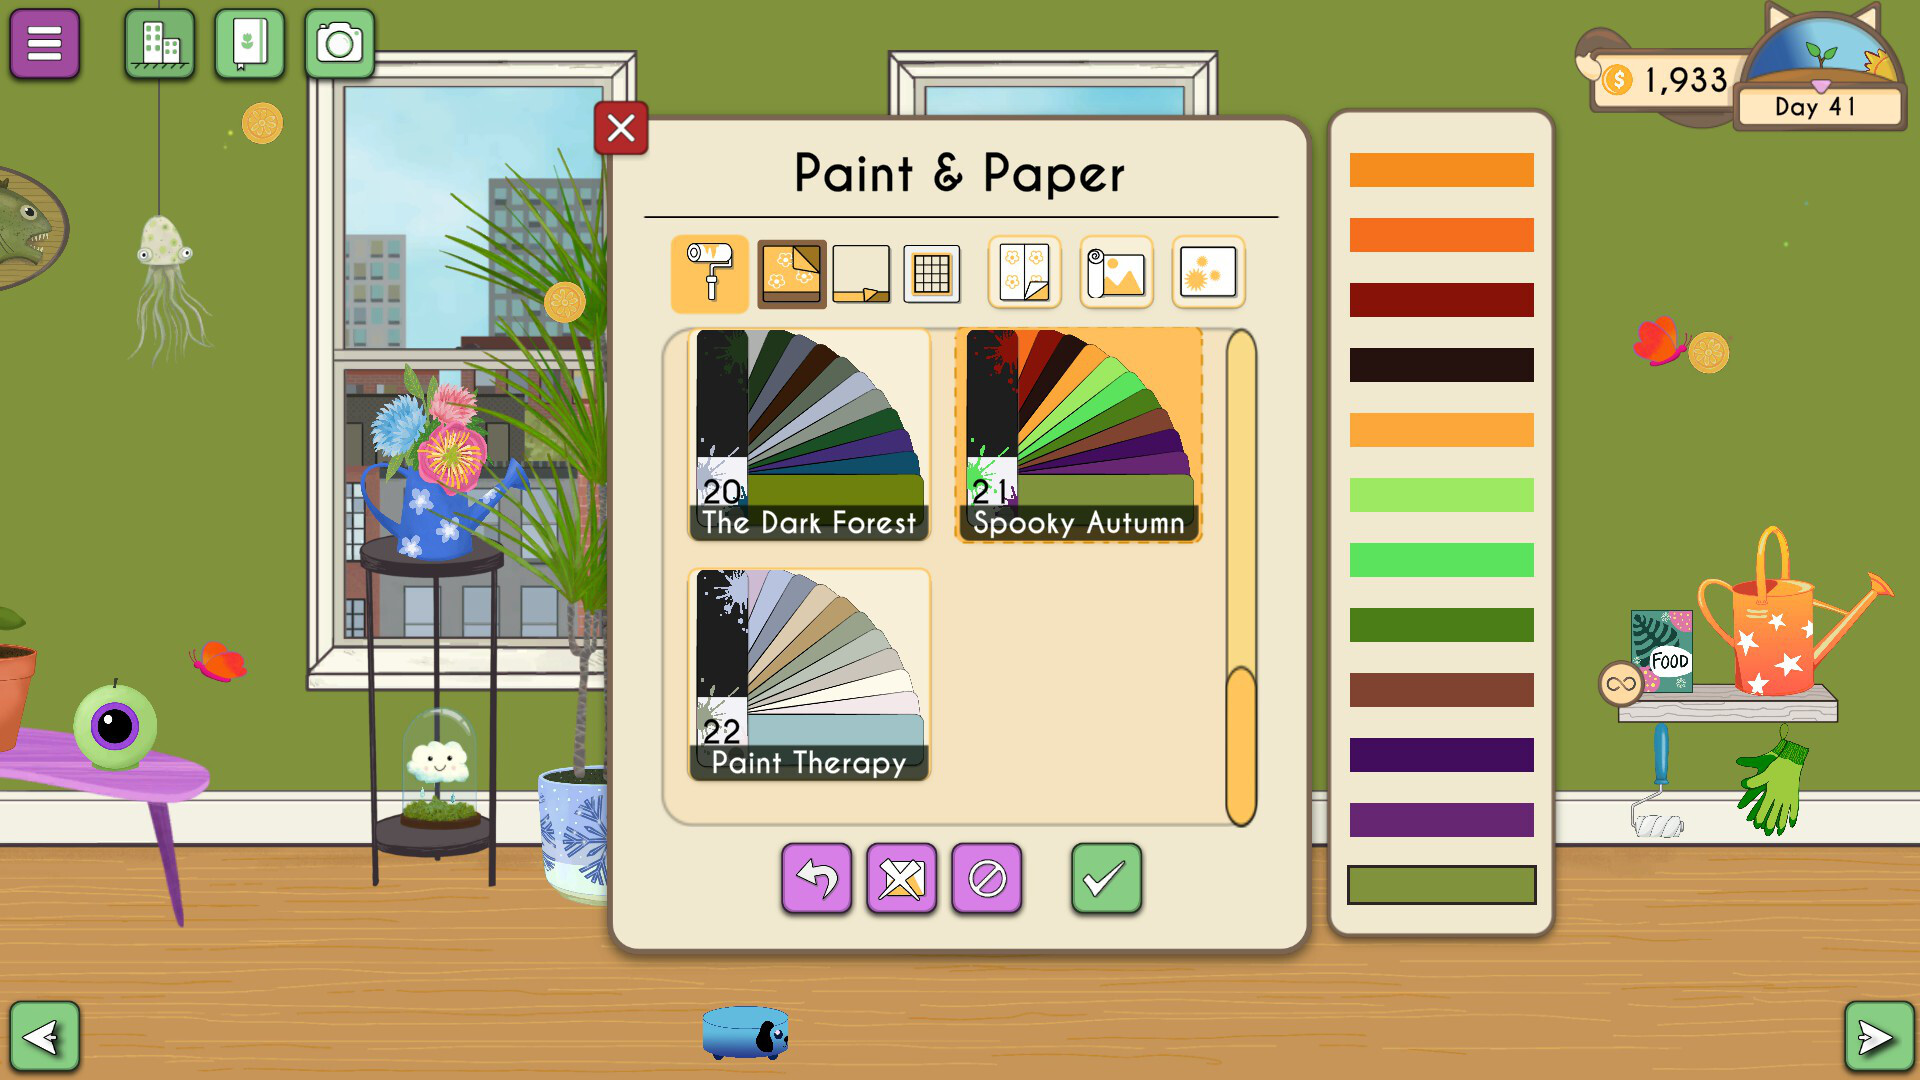 1,933
Day 41
Paint & Paper
20
The Dark Forest
21
Spooky Autumn
22
Paint Therapy
FOOD